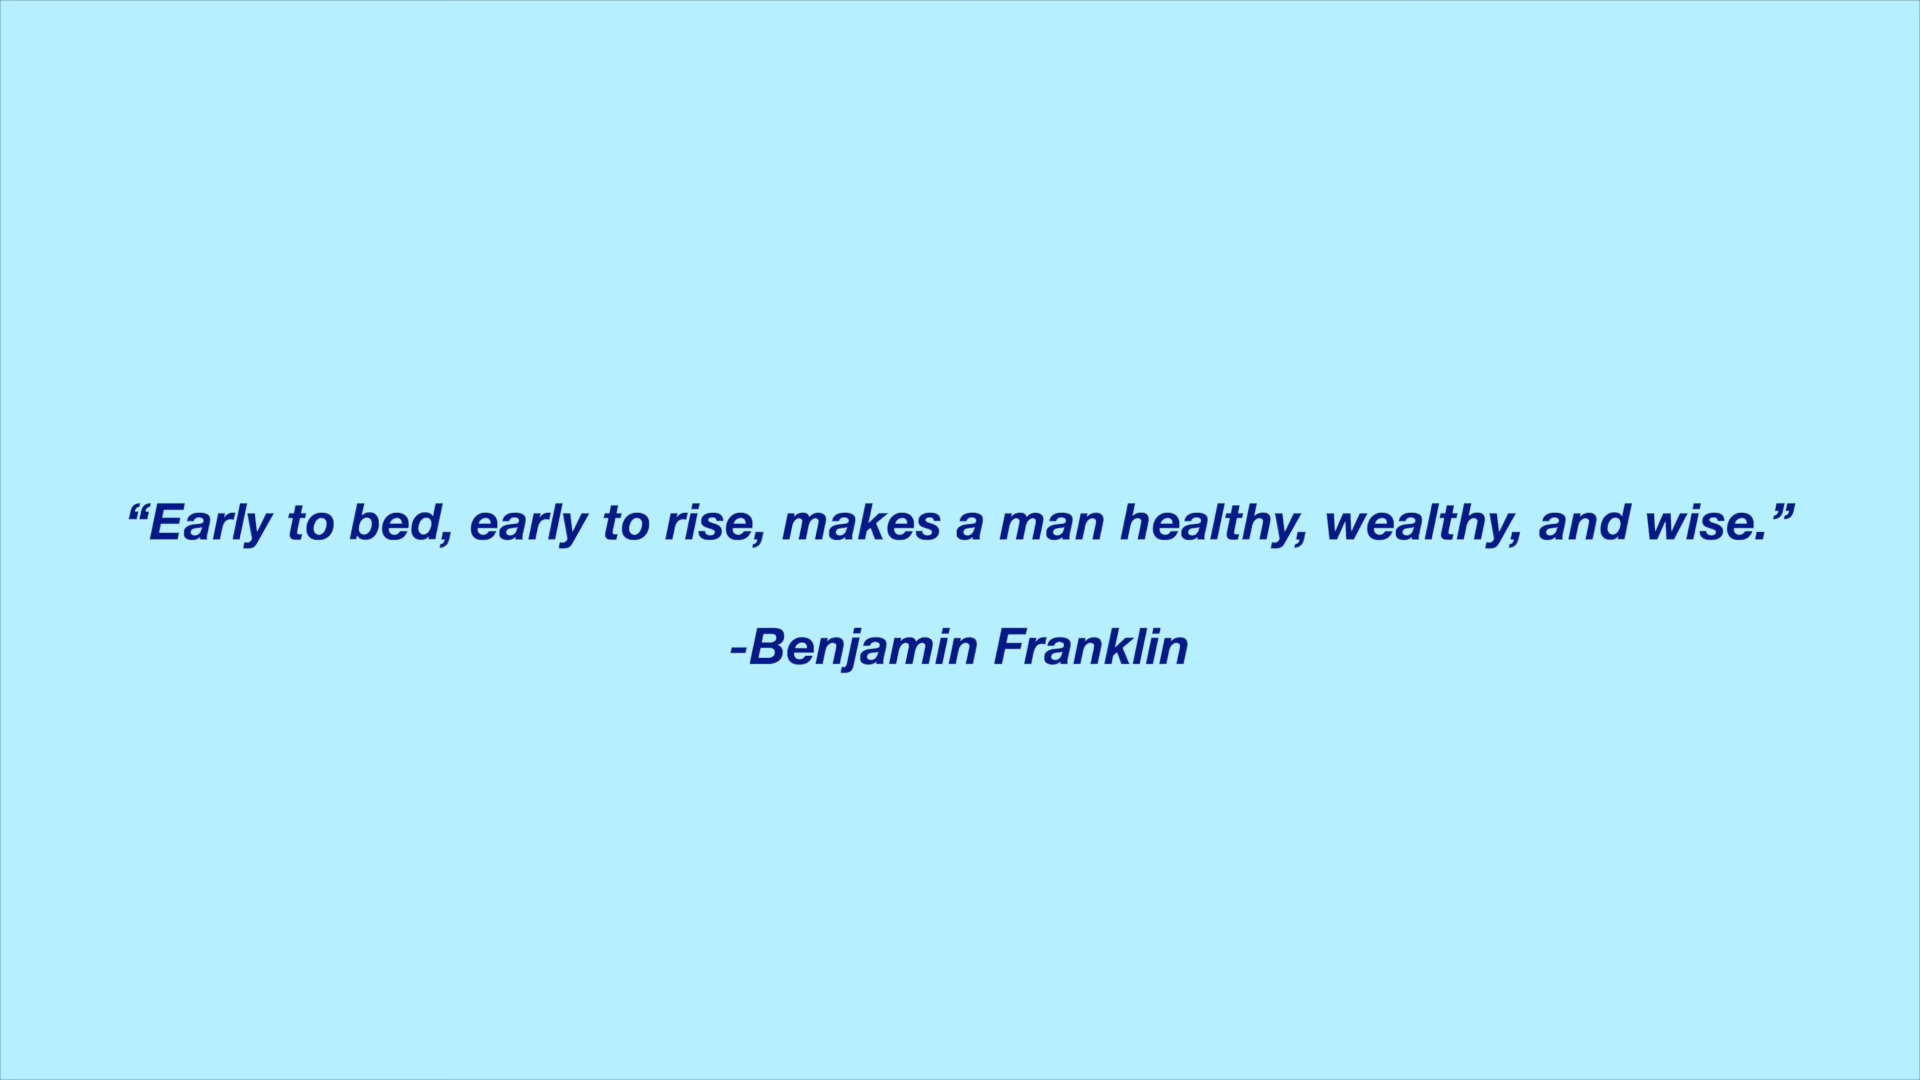 “Early to bed, early to rise, makes a man healthy, wealthy, and wise.”
-Benjamin Franklin